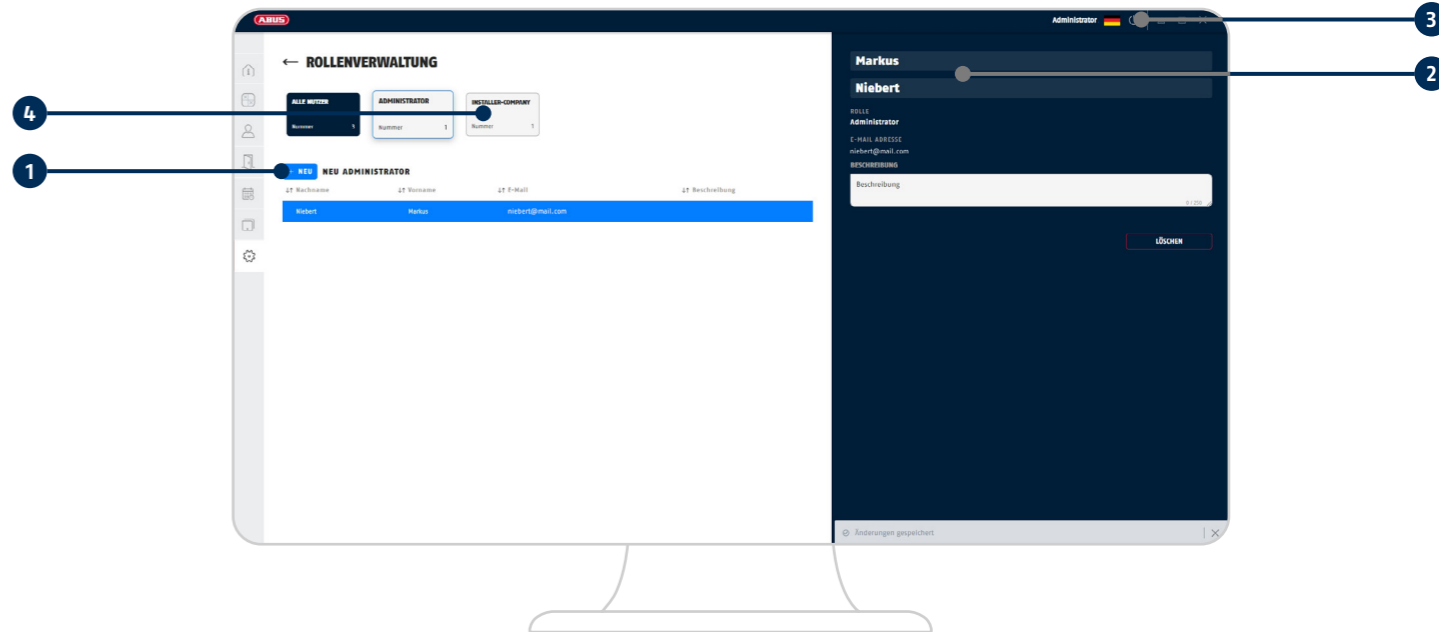 ABUS
Administrator
3
← ROLLENVERWALTUNG
Markus
2
Niebert
ALLE NUTZER
ADMINISTRATOR
INSTALLER-COMPANY
Nummer 1
Nummer 1
Nummer 1
4
ROLLE
Administrator
E-MAIL ADRESSE
niebert@mail.com
BESCHREIBUNG
1
NEU NEU ADMINISTRATOR
Beschreibung
0 / 250
↓↑ Nachname ↓↑ Vorname ↓↑ E-Mail ↓↑ Beschreibung
Niebert Markus niebert@mail.com
LÖSCHEN
Änderungen gespeichert